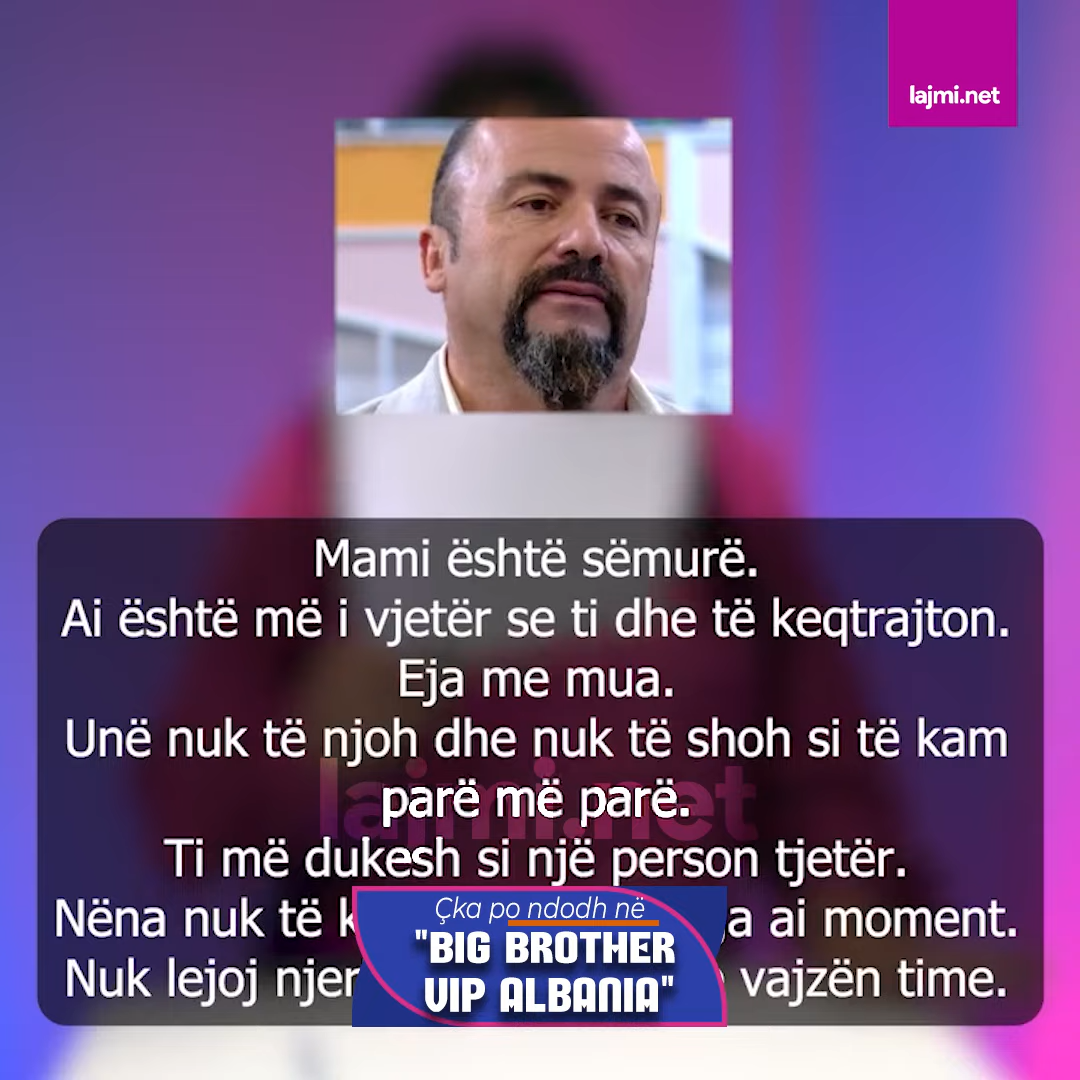 lajmi.net
Mami është sëmurë.
Ai është më i vjetër se ti dhe të keqtrajton.
Eja me mua.
Unë nuk të njoh dhe nuk të shoh si të kam
parë më parë.
lajmi.net
Ti më dukesh si një person tjetër.
Nëna nuk të ai moment.
Nuk lejoj vajzën time.
Çka po ndodh në
"BIG BROTHER
VIP ALBANIA"